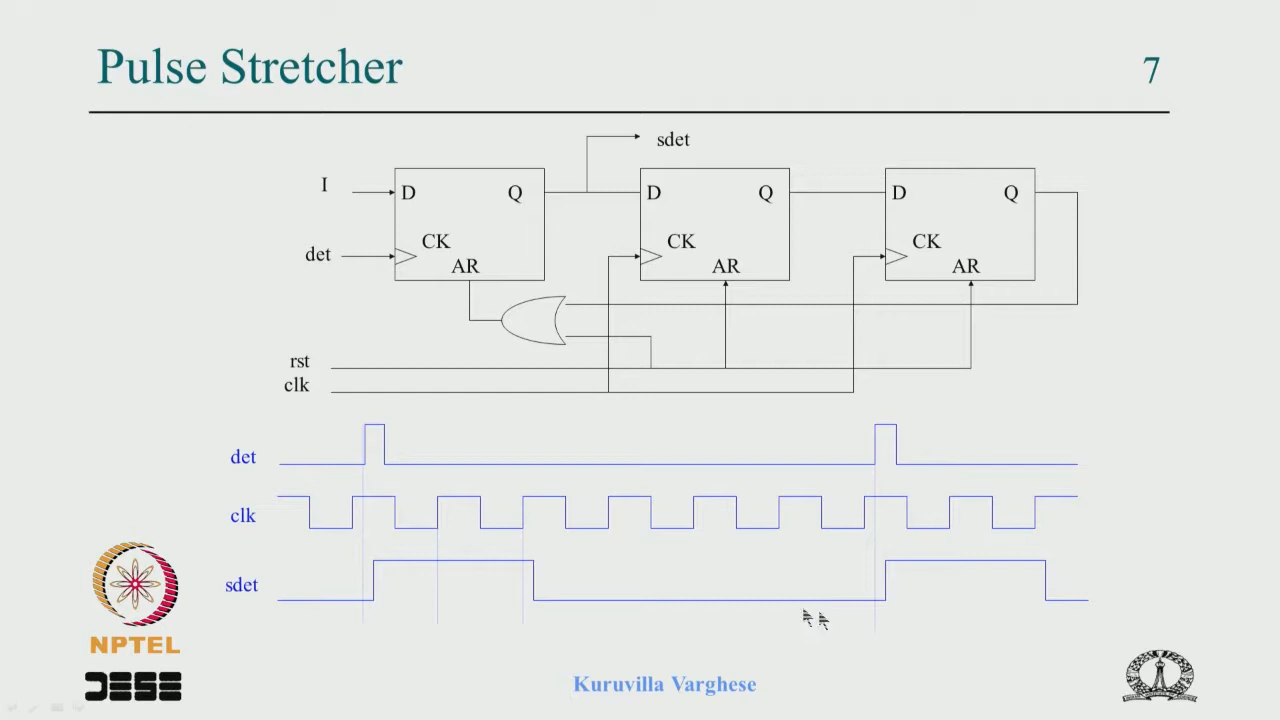 Pulse Stretcher 7
sdet
I D Q D Q D Q
CK CK CK
det
AR AR AR
rst
clk
det
clk
sdet
NPTEL
DESE
Kuruvilla Varghese